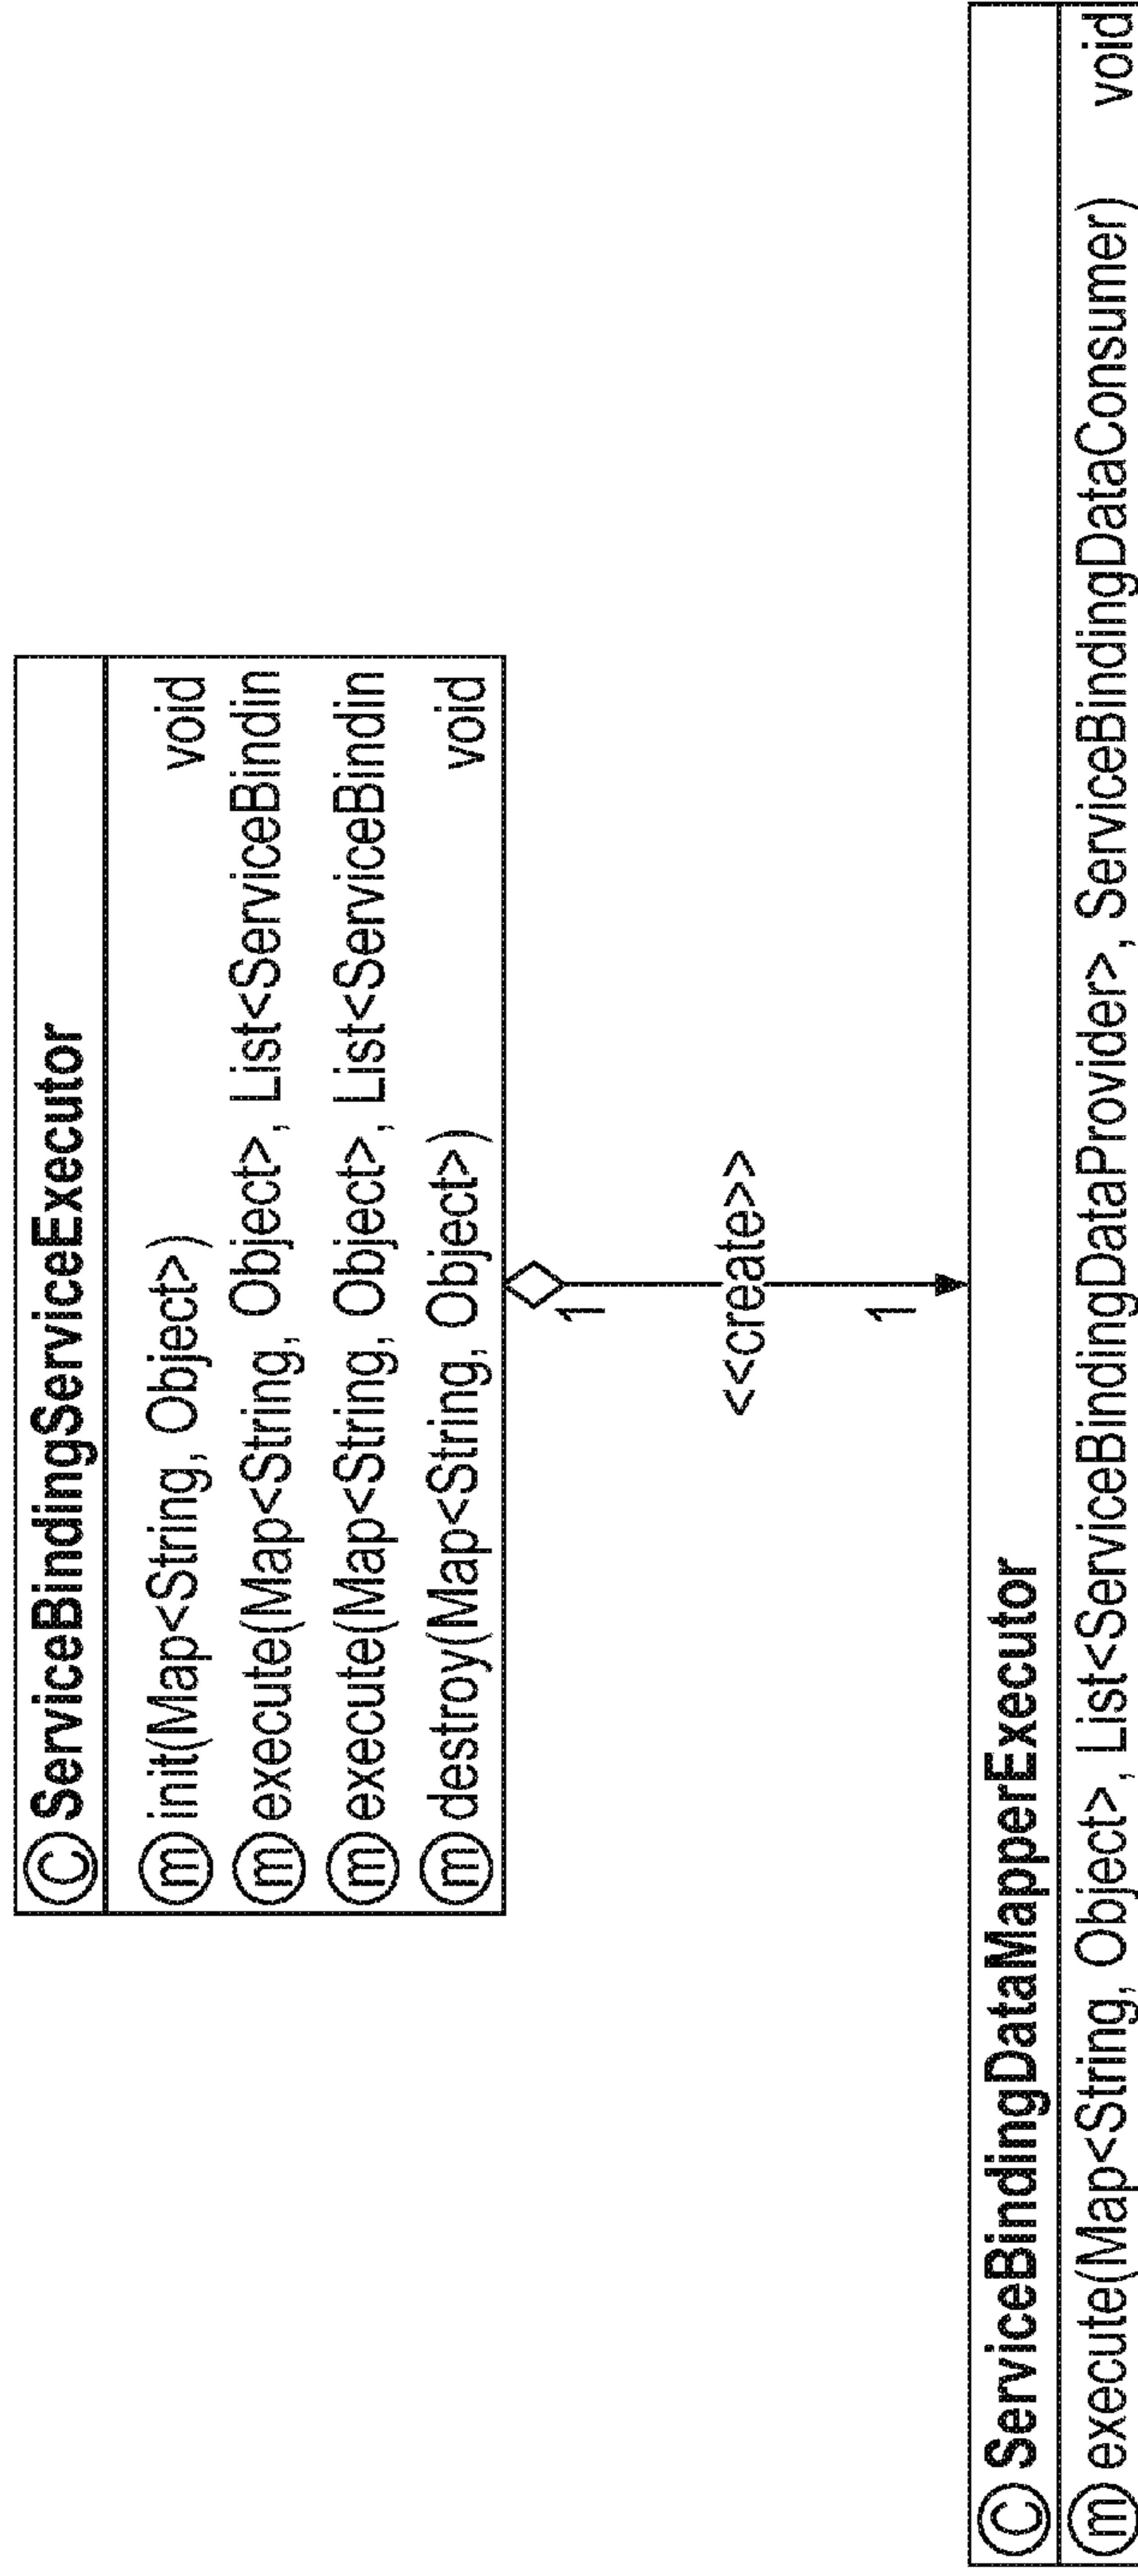 C ServiceBindingServiceExecutor
m init(Map<String, Object>) void
m execute(Map<String, Object>, List<ServiceBindin
m execute(Map<String, Object>, List<ServiceBindin
m destroy(Map<String, Object>) void
1
<<create>>
1
C ServiceBindingDataMapperExecutor
m execute(Map<String, Object>, List<ServiceBindingDataProvider>, ServiceBindingDataConsumer) void